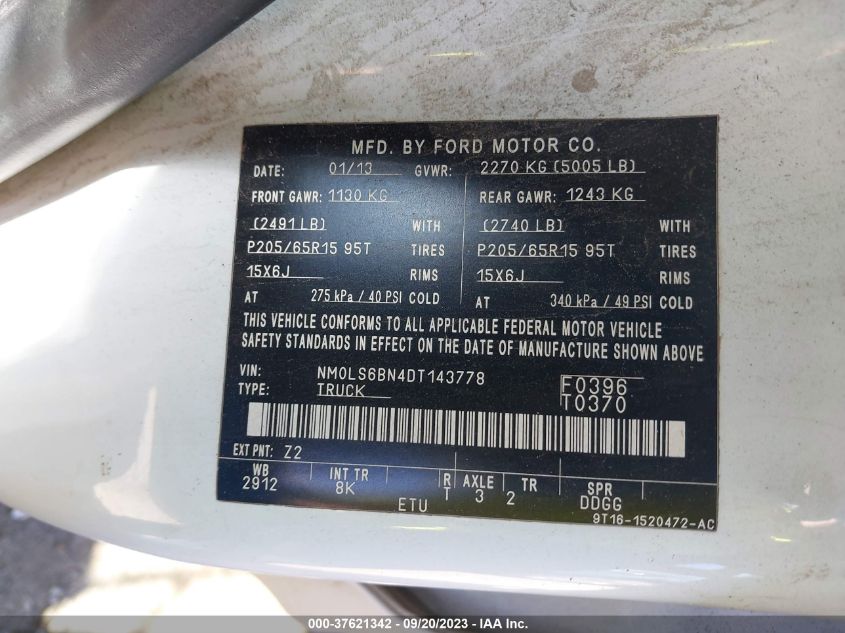 MFD. BY FORD MOTOR CO.
DATE: 01/13 GVWR: 2270 KG (5005 LB)
FRONT GAWR: 1130 KG REAR GAWR: 1243 KG
(2491LB) WITH (2740 LB) WITH
P205/65R15 95T TIRES P205/65R15 95T TIRES
15X6J RIMS 15X6J RIMS
AT 275 kPa / 40 PSI COLD AT 340 kPa / 49 PSI COLD
THIS VEHICLE CONFORMS TO ALL APPLICABLE FEDERAL MOTOR VEHICLE
SAFETY STANDARDS IN EFFECT ON THE DATE OF MANUFACTURE SHOWN ABOVE
VIN: NM0LS6BN4DT143778 F0396
TYPE: TRUCK T0370
EXT PNT: Z2
WB INT TR R AXLE TR SPR
2912 8K T 3 2 DDGG
ETU 9T16-1520472-AC
000-37621342 - 09/20/2023 - IAA Inc.